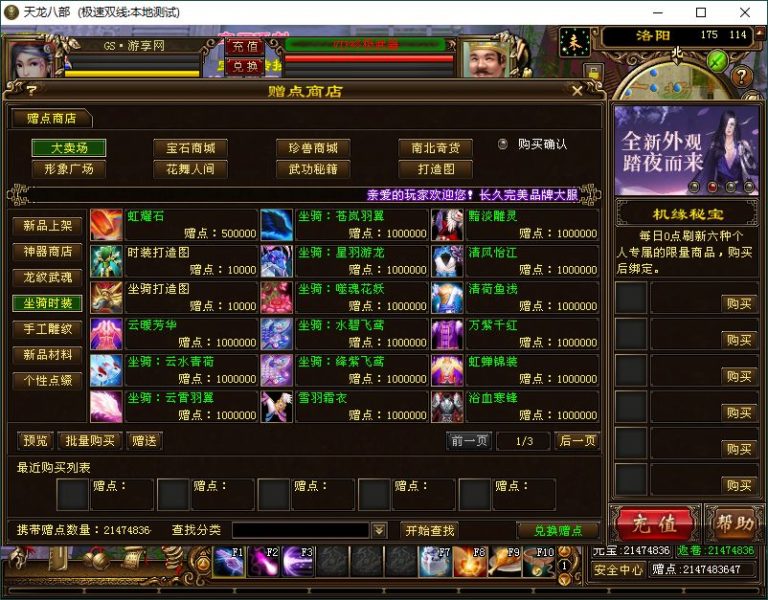 天龙八部 (极速双线:本地测试)
GS·游享网
充值
兑换
洛阳 175 114
北
赠点商店
赠点商店
大卖场 宝石商城 珍兽商城 南北奇货 购买确认
形象广场 花舞人间 武功秘籍 打造图
亲爱的玩家欢迎您！长久完美品牌大服
全新外观
踏夜而来
机缘秘宝
每日0点刷新六种个
人专属的限量商品，购买
后绑定。
新品上架
神器商店
龙纹武魂
坐骑时装
手工雕纹
新品材料
个性点缀
虹耀石
赠点：500000
坐骑：苍岚羽翼
赠点：1000000
黯淡雕灵
赠点：1000000
时装打造图
赠点：10000
坐骑：星羽游龙
赠点：1000000
清风怡江
赠点：1000000
坐骑打造图
赠点：10000
坐骑：噬魂花妖
赠点：1000000
清荷鱼浅
赠点：1000000
云暖芳华
赠点：1000000
坐骑：水碧飞鸾
赠点：1000000
万紫千红
赠点：1000000
坐骑：云水青荷
赠点：1000000
坐骑：绛紫飞鸾
赠点：1000000
虹蝉锦装
赠点：1000000
坐骑：云霄羽翼
赠点：1000000
雪羽霜衣
赠点：1000000
浴血寒锋
赠点：1000000
购买
购买
购买
购买
购买
购买
预览 批量购买 赠送 前一页 1/3 后一页
最近购买列表
赠点： 赠点： 赠点： 赠点： 赠点：
携带赠点数量：21474836 查找分类 开始查找 兑换赠点
充值 帮助
F1 F2 F3 F7 F8 F9 F10
1
元宝:21474836
21474836
安全中心 赠点:2147483647